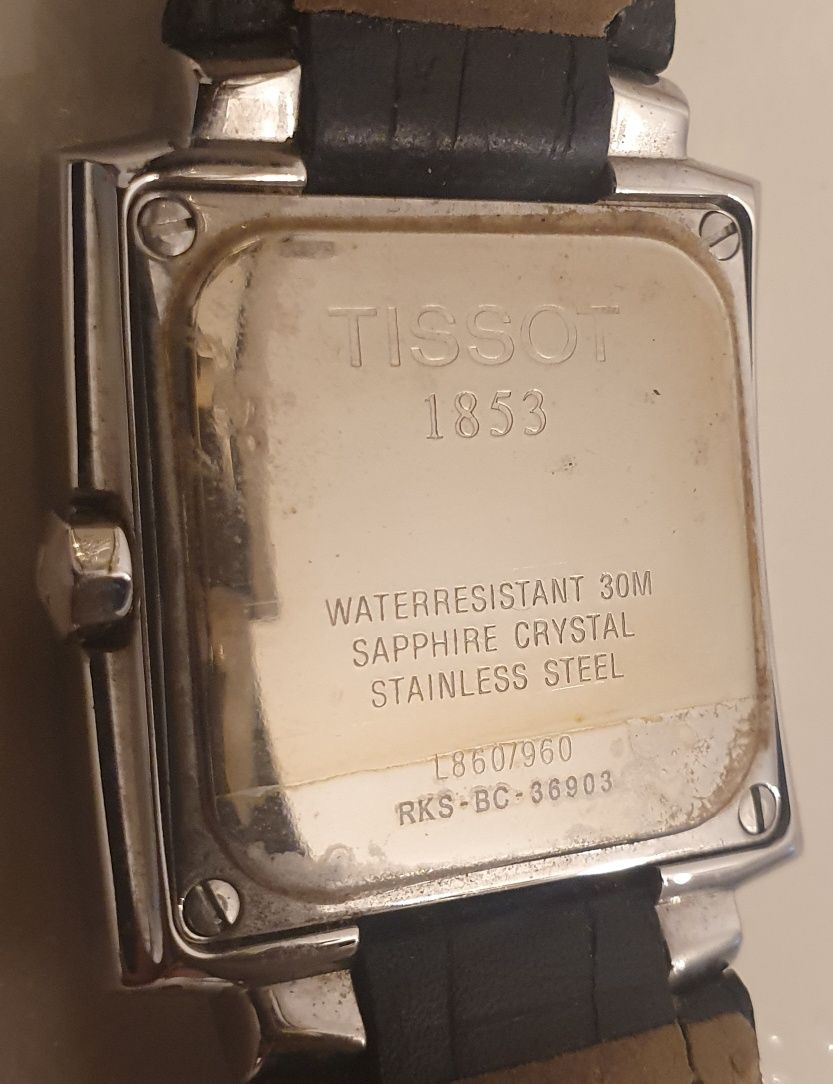 TISSOT
1853
WATERRESISTANT 30M
SAPPHIRE CRYSTAL
STAINLESS STEEL
L860/960
RKS-BC-36903